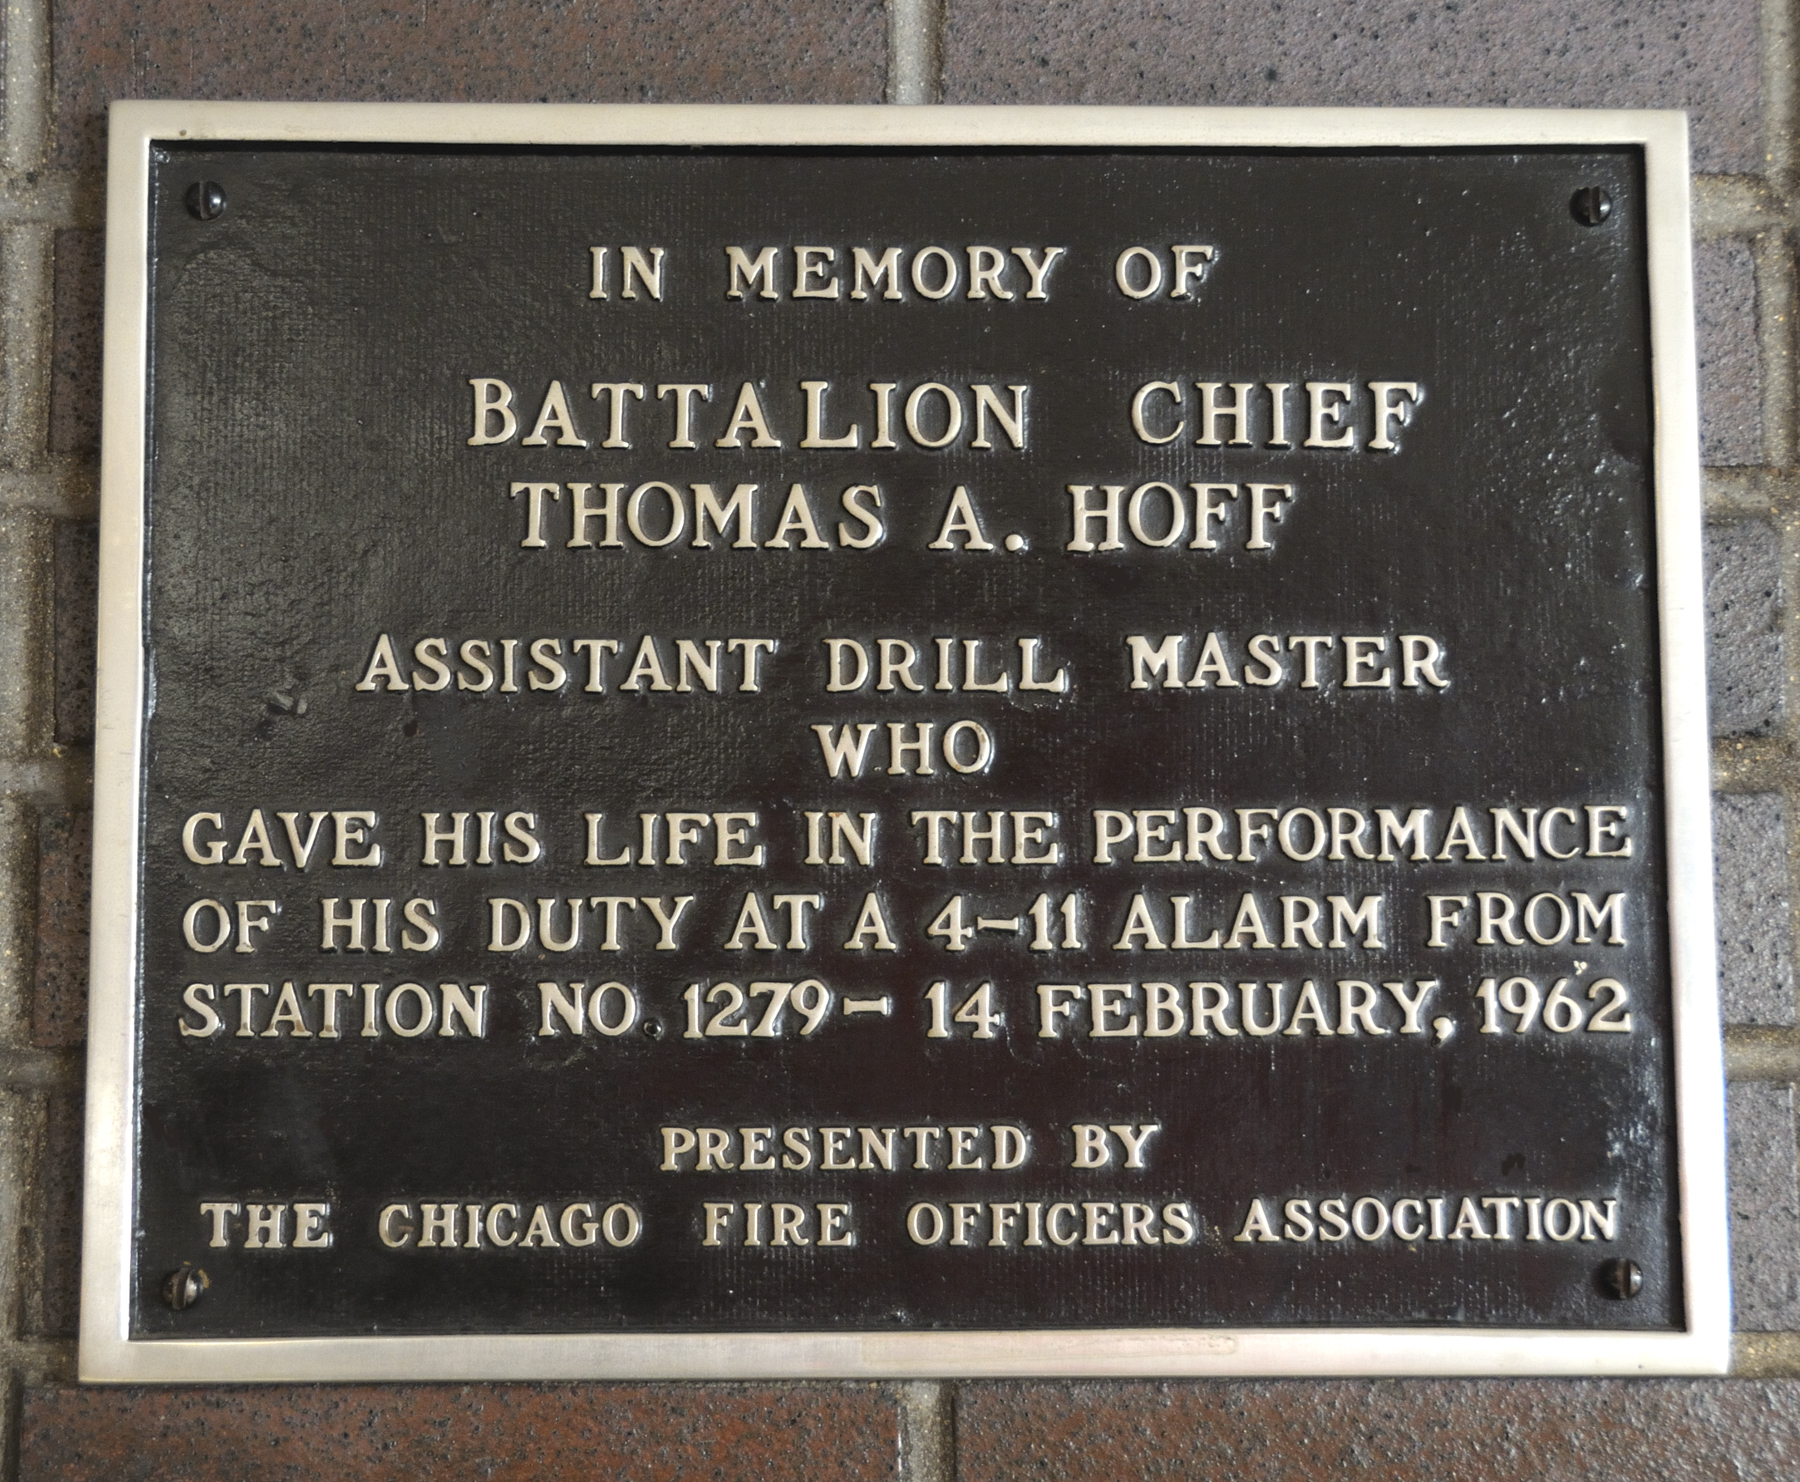 IN MEMORY OF
BATTALION CHIEF
THOMAS A. HOFF
ASSISTANT DRILL MASTER
WHO
GAVE HIS LIFE IN THE PERFORMANCE
OF HIS DUTY AT A 4-11 ALARM FROM
STATION NO. 1279- 14 FEBRUARY, 1962
PRESENTED BY
THE CHICAGO FIRE OFFICERS ASSOCIATION